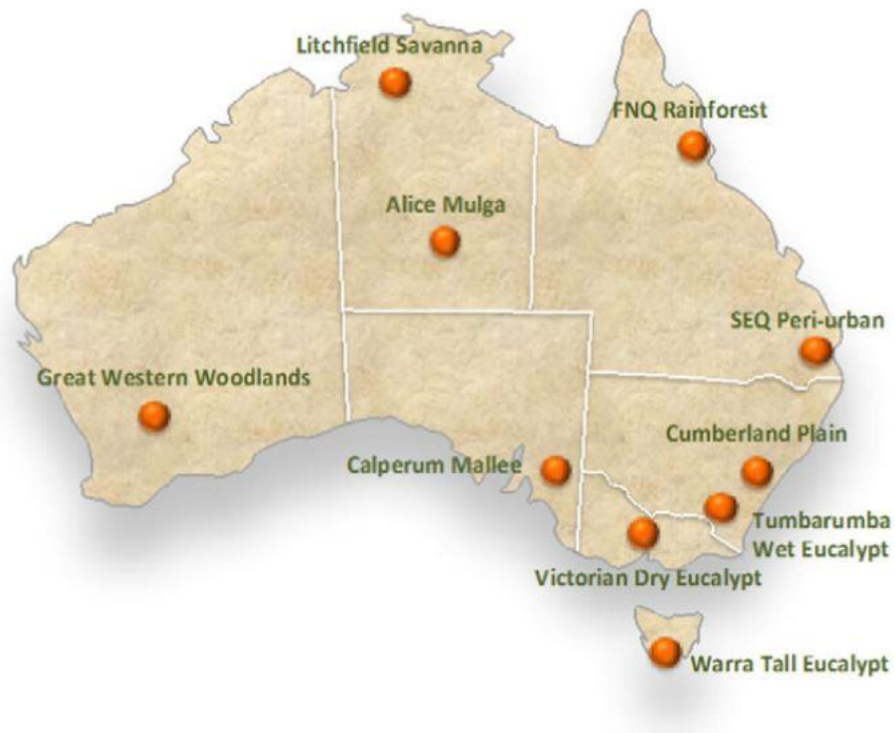 Litchfield Savanna
FNQ Rainforest
Alice Mulga
SEQ Peri-urban
Great Western Woodlands
Cumberland Plain
Calperum Mallee
Tumbarumba
Wet Eucalypt
Victorian Dry Eucalypt
Warra Tall Eucalypt